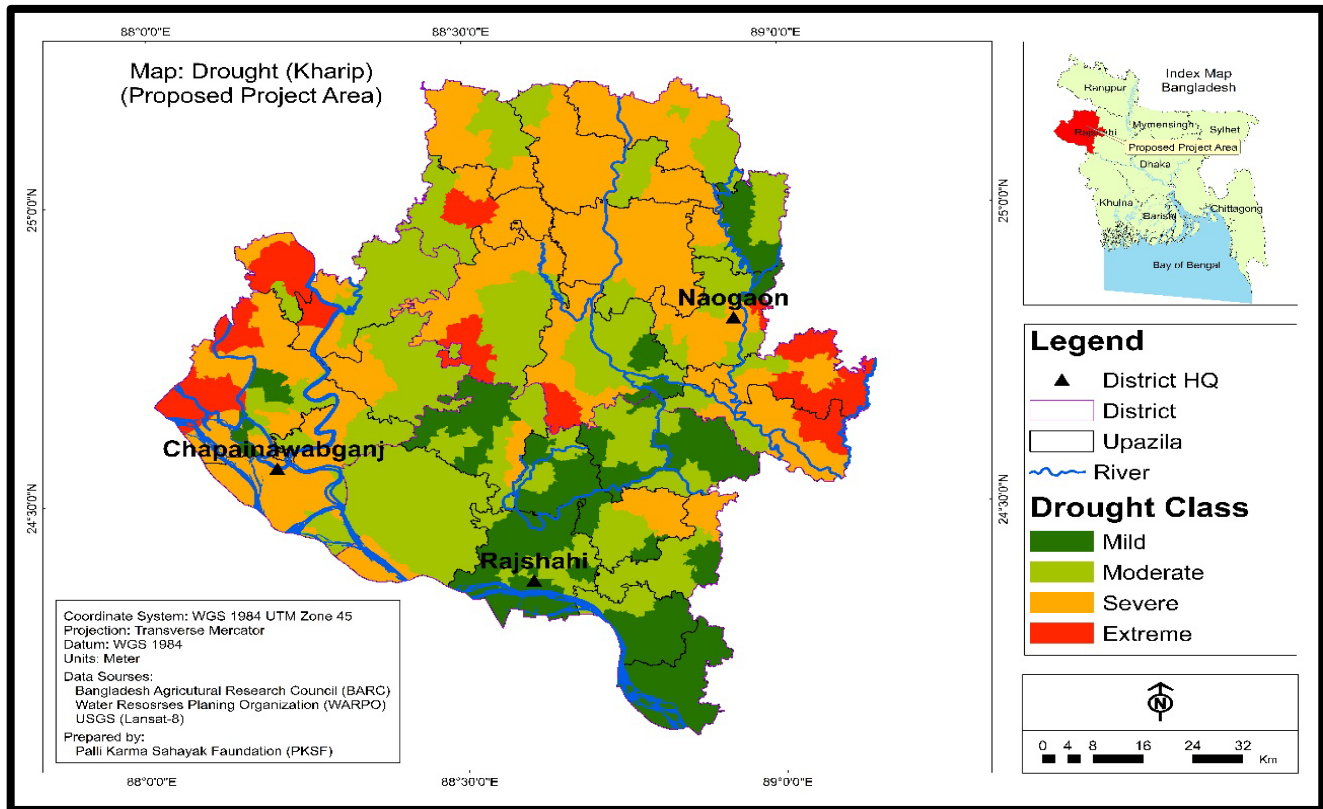 88°0'0"E
88°30'0"E
89°0'0"E
Map: Drought (Kharip)
(Proposed Project Area)
25°0'0"N
24°30'0"N
Naogaon
Chapainawabganj
Rajshahi
25°0'0"N
24°30'0"N
Coordinate System: WGS 1984 UTM Zone 45
Projection: Transverse Mercator
Datum: WGS 1984
Units: Meter
Data Sourses:
Bangladesh Agricutural Research Council (BARC)
Water Resosrses Planing Organization (WARPO)
USGS (Lansat-8)
Prepared by:
Palli Karma Sahayak Foundation (PKSF)
88°0'0"E
88°30'0"E
89°0'0"E
Index Map
Bangladesh
Rangpur
Mymensingh
Sylhet
Rajshahi
Proposed Project Area
Dhaka
Khulna
Barisal
Chittagong
Bay of Bengal
Legend
District HQ
District
Upazila
River
Drought Class
Mild
Moderate
Severe
Extreme
N
0 4 8 16 24 32
Km